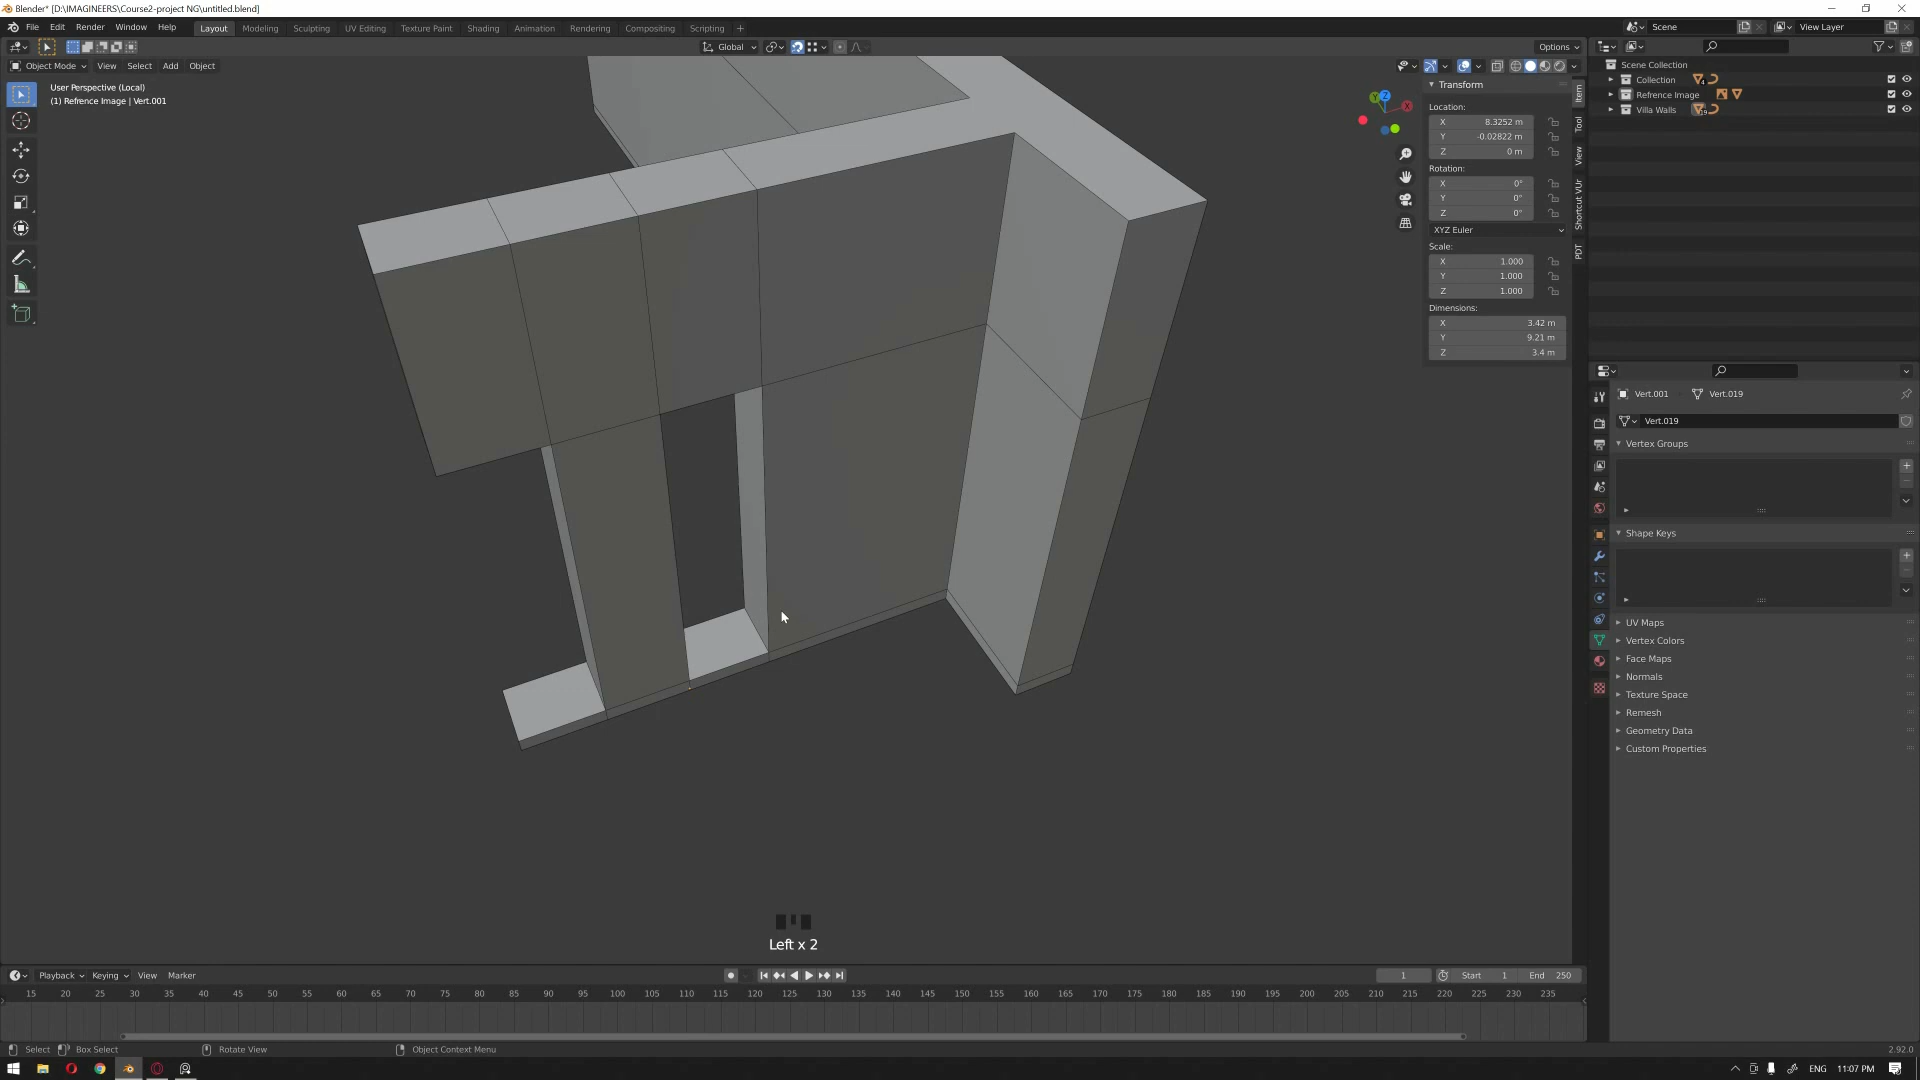 Blender* [D:\IMAGINEERS\Course2-project NG\untitled.blend]
File Edit Render Window Help Layout Modeling Sculpting UV Editing Texture Paint Shading Animation Rendering Compositing Scripting + Scene View Layer
Global Options
Object Mode View Select Add Object
User Perspective (Local)
(1) Refrence Image | Vert.001
Transform
Location:
X 8.3252 m
Y -0.02822 m
Z 0 m
Rotation:
X 0°
Y 0°
Z 0°
XYZ Euler
Scale:
X 1.000
Y 1.000
Z 1.000
Dimensions:
X 3.42 m
Y 9.21 m
Z 3.4 m
Item
Tool
View
Shortcut VUr
PDT
Scene Collection
Collection
Refrence Image
Villa Walls
Vert.001 Vert.019
Vert.019
Vertex Groups
Shape Keys
UV Maps
Vertex Colors
Face Maps
Normals
Texture Space
Remesh
Geometry Data
Custom Properties
Left x 2
Playback Keying View Marker 1 Start 1 End 250
15 20 25 30 35 40 45 50 55 60 65 70 75 80 85 90 95 100 105 110 115 120 125 130 135 140 145 150 155 160 165 170 175 180 185 190 195 200 205 210 215 220 225 230 235
Select Box Select Rotate View Object Context Menu 2.92.0
ENG 11:07 PM